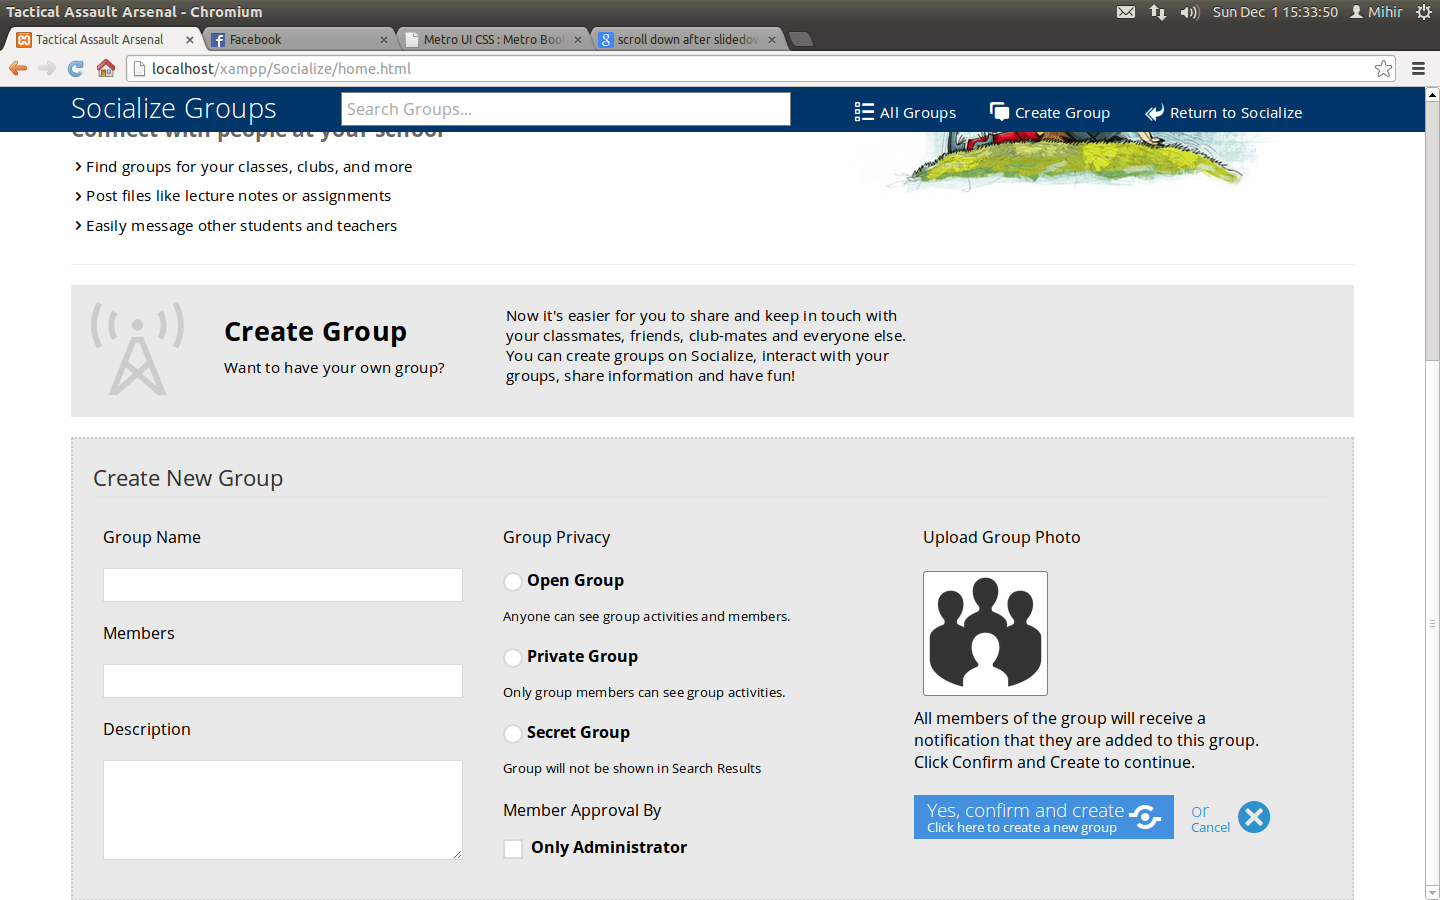 Tactical Assault Arsenal - Chromium
Sun Dec 1 15:33:50 Mihir
Tactical Assault Arsenal
Facebook
Metro UI CSS : Metro Boo
scroll down after slidedow
localhost/xampp/Socialize/home.html
Socialize Groups
Search Groups...
All Groups
Create Group
Return to Socialize
Connect with people at your school
Find groups for your classes, clubs, and more
Post files like lecture notes or assignments
Easily message other students and teachers
Create Group
Want to have your own group?
Now it's easier for you to share and keep in touch with
your classmates, friends, club-mates and everyone else.
You can create groups on Socialize, interact with your
groups, share information and have fun!
Create New Group
Group Name
Members
Description
Group Privacy
Open Group
Anyone can see group activities and members.
Private Group
Only group members can see group activities.
Secret Group
Group will not be shown in Search Results
Member Approval By
Only Administrator
Upload Group Photo
All members of the group will receive a
notification that they are added to this group.
Click Confirm and Create to continue.
Yes, confirm and create
Click here to create a new group
or
Cancel